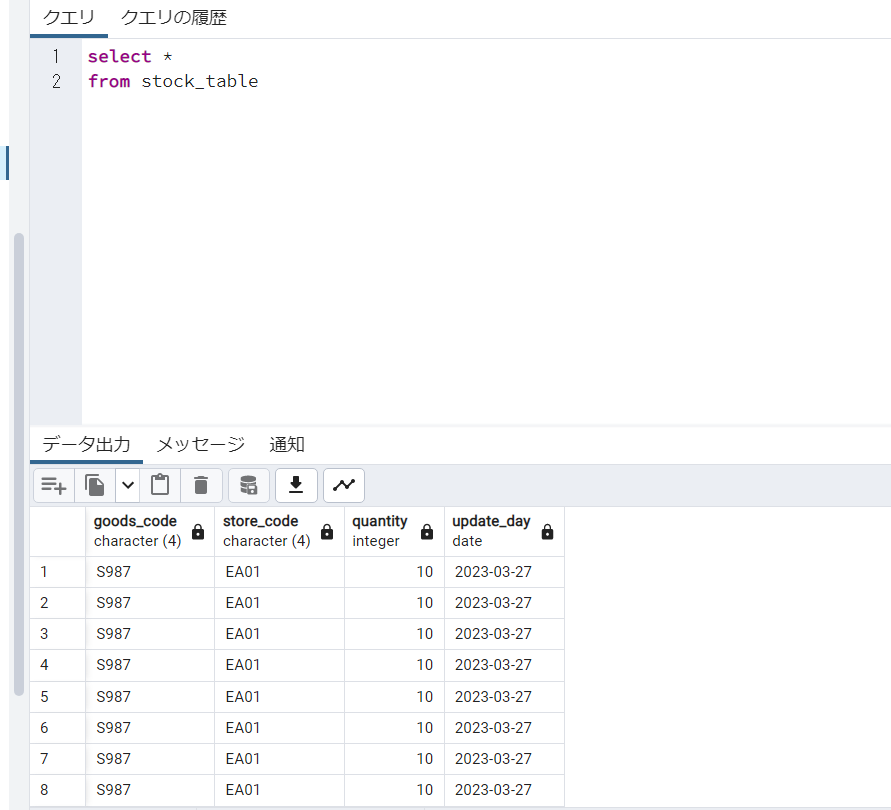 クエリ クエリの履歴
1 select *
2 from stock_table
データ出力 メッセージ 通知
goods_code store_code quantity update_day
character (4) character (4) integer date
1 S987 EA01 10 2023-03-27
2 S987 EA01 10 2023-03-27
3 S987 EA01 10 2023-03-27
4 S987 EA01 10 2023-03-27
5 S987 EA01 10 2023-03-27
6 S987 EA01 10 2023-03-27
7 S987 EA01 10 2023-03-27
8 S987 EA01 10 2023-03-27